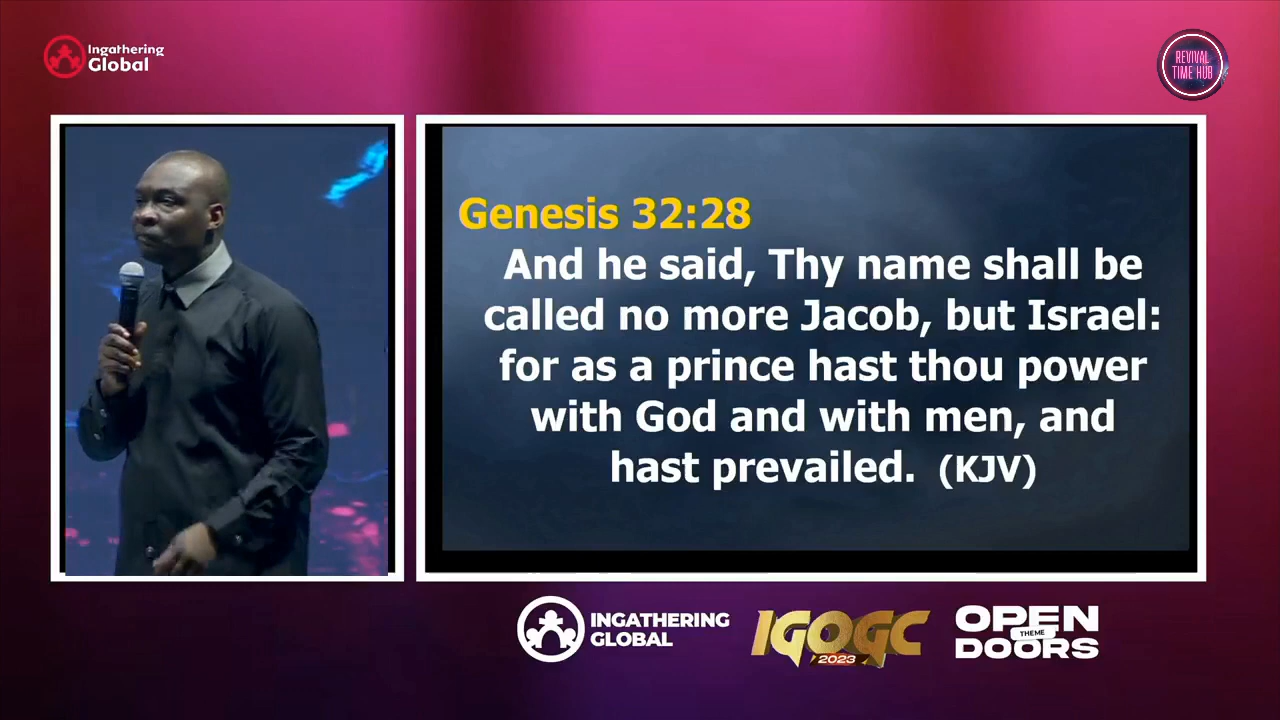 Ingathering
Global
REVIVAL
TIME HUB
Genesis 32:28
And he said, Thy name shall be
called no more Jacob, but Israel:
for as a prince hast thou power
with God and with men, and
hast prevailed. (KJV)
INGATHERING
GLOBAL
IGOGC
2023
OPEN
THEME
DOORS